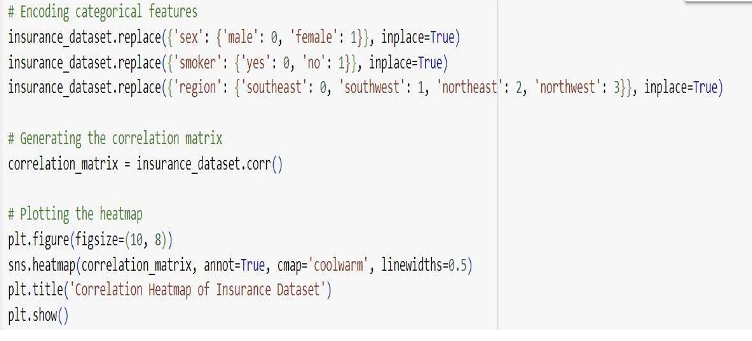 # Encoding categorical features
insurance_dataset.replace({'sex': {'male': 0, 'female': 1}}, inplace=True)
insurance_dataset.replace({'smoker': {'yes': 0, 'no': 1}}, inplace=True)
insurance_dataset.replace({'region': {'southeast': 0, 'southwest': 1, 'northeast': 2, 'northwest': 3}}, inplace=True)
# Generating the correlation matrix
correlation_matrix = insurance_dataset.corr()
# Plotting the heatmap
plt.figure(figsize=(10, 8))
sns.heatmap(correlation_matrix, annot=True, cmap='coolwarm', linewidths=0.5)
plt.title('Correlation Heatmap of Insurance Dataset')
plt.show()